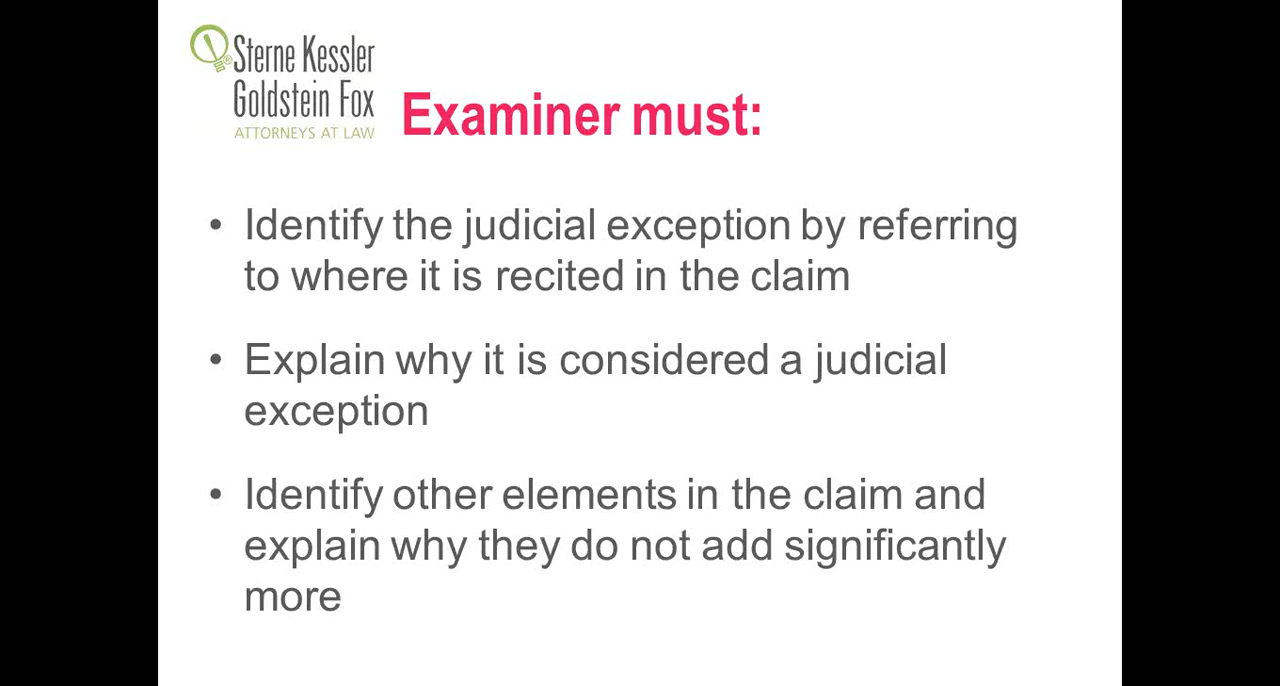 Sterne Kessler
Goldstein Fox
ATTORNEYS AT LAW
Examiner must:
• Identify the judicial exception by referring
to where it is recited in the claim
• Explain why it is considered a judicial
exception
• Identify other elements in the claim and
explain why they do not add significantly
more